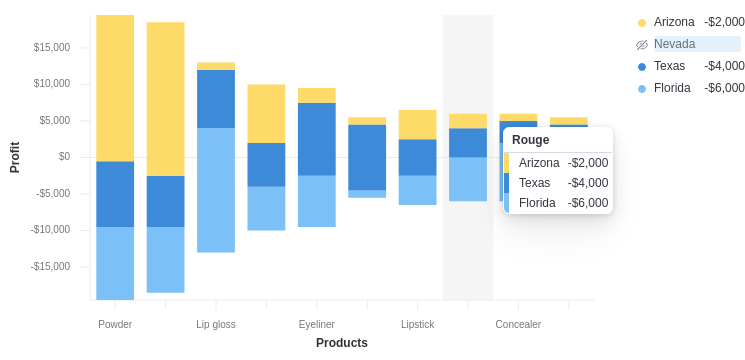 Arizona -$2,000
Nevada
Texas -$4,000
Florida -$6,000
$15,000
$10,000
$5,000
$0
-$5,000
-$10,000
-$15,000
Profit
Rouge
Arizona -$2,000
Texas -$4,000
Florida -$6,000
Powder
Lip gloss
Eyeliner
Lipstick
Concealer
Products